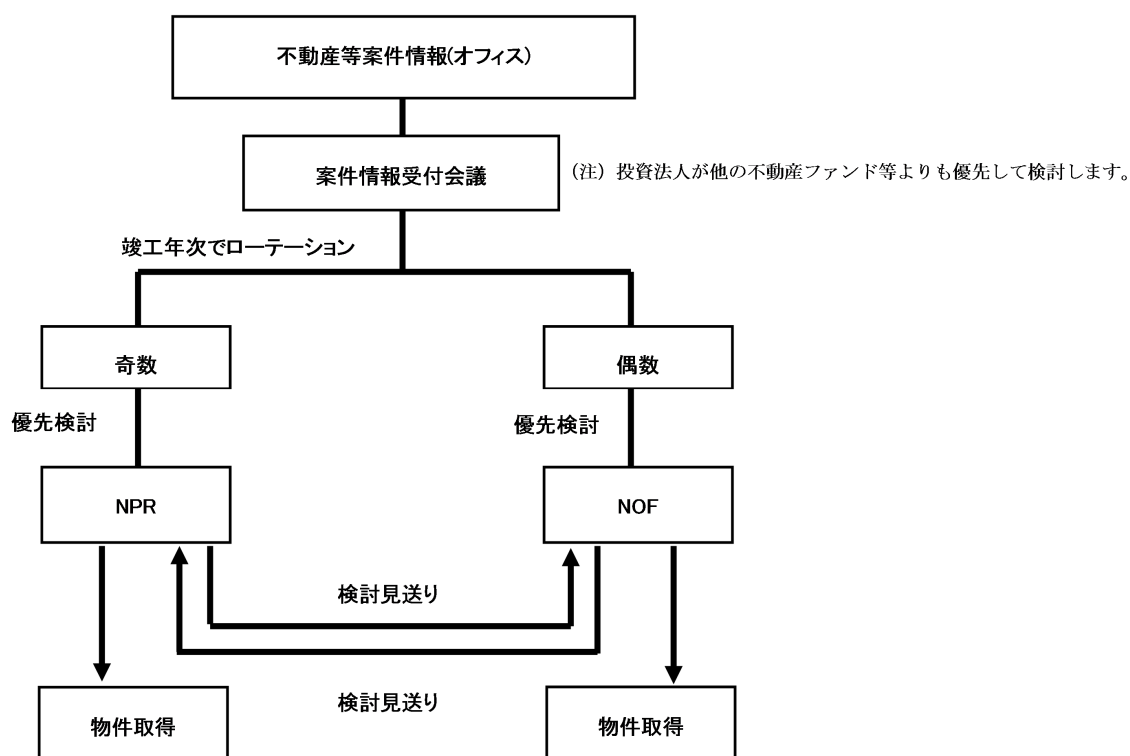 不動産等案件情報(オフィス)
案件情報受付会議
（注）投資法人が他の不動産ファンド等よりも優先して検討します。
竣工年次でローテーション
奇数
偶数
優先検討
優先検討
NPR
NOF
検討見送り
検討見送り
物件取得
物件取得